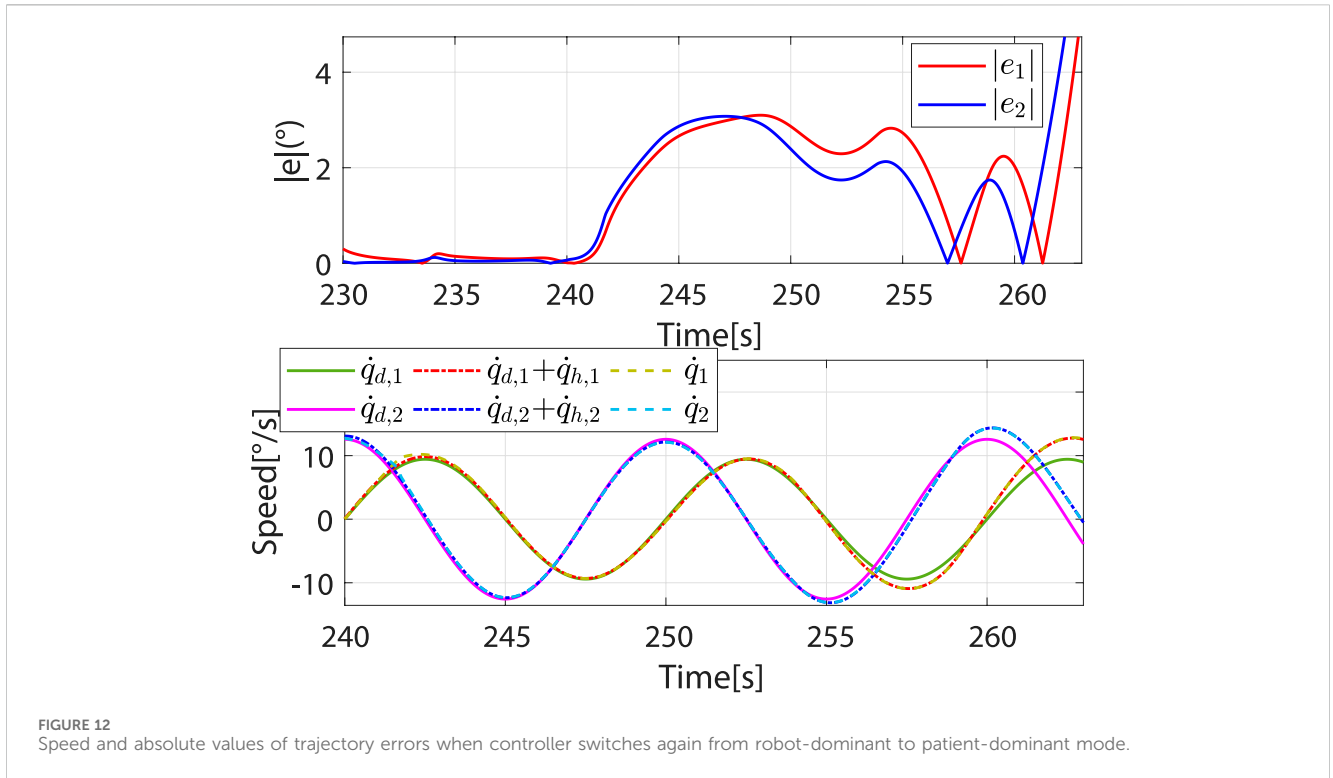 4
2
0
|e|(°)
|e₁|
|e₂|
230 235 240 245 250 255 260
Time[s]
q̇d,1 q̇d,1+q̇h,1 q̇1
q̇d,2 q̇d,2+q̇h,2 q̇2
10
0
-10
Speed[°/s]
240 245 250 255 260
Time[s]
FIGURE 12
Speed and absolute values of trajectory errors when controller switches again from robot-dominant to patient-dominant mode.